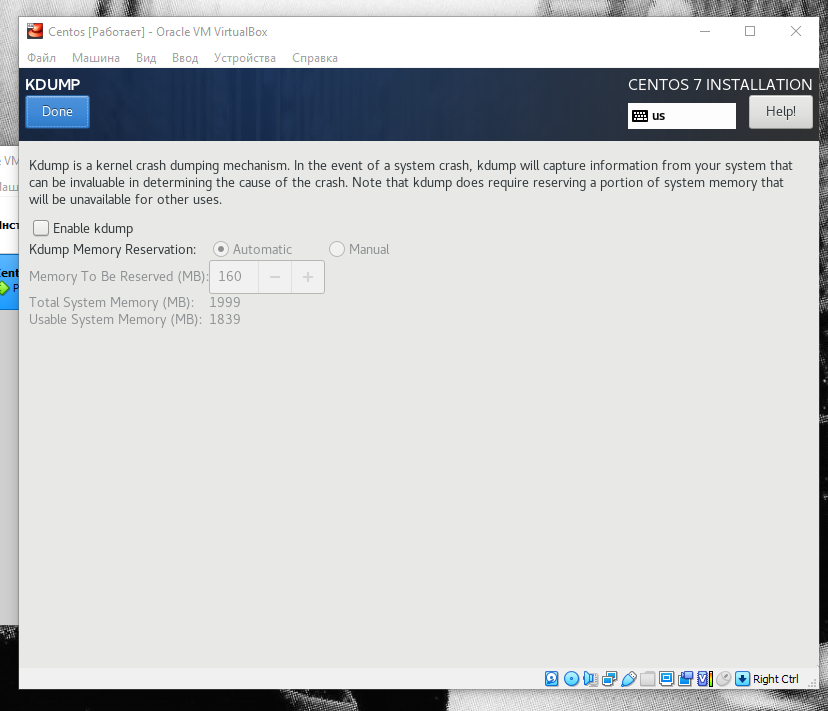 Centos [Работает] - Oracle VM VirtualBox
Файл Машина Вид Ввод Устройства Справка
KDUMP
CENTOS 7 INSTALLATION
Done
us
Help!
Kdump is a kernel crash dumping mechanism. In the event of a system crash, kdump will capture information from your system that
can be invaluable in determining the cause of the crash. Note that kdump does require reserving a portion of system memory that
will be unavailable for other uses.
Enable kdump
Kdump Memory Reservation: Automatic Manual
Memory To Be Reserved (MB): 160 − +
Total System Memory (MB): 1999
Usable System Memory (MB): 1839
Right Ctrl